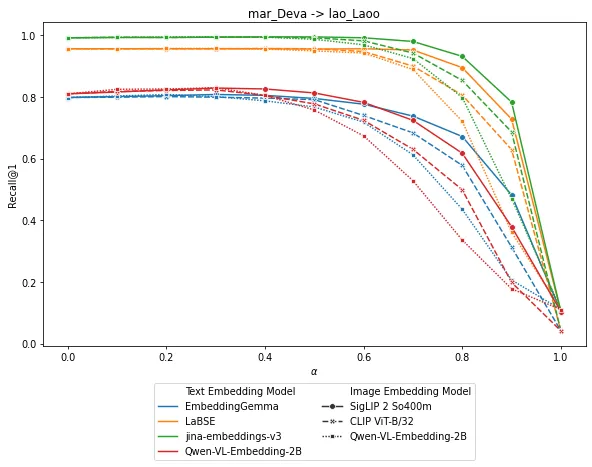 mar_Deva -> lao_Laoo
Recall@1
1.0
0.8
0.6
0.4
0.2
0.0
0.0 0.2 0.4 0.6 0.8 1.0
α
Text Embedding Model
EmbeddingGemma
LaBSE
jina-embeddings-v3
Qwen-VL-Embedding-2B
Image Embedding Model
SigLIP 2 So400m
CLIP ViT-B/32
Qwen-VL-Embedding-2B